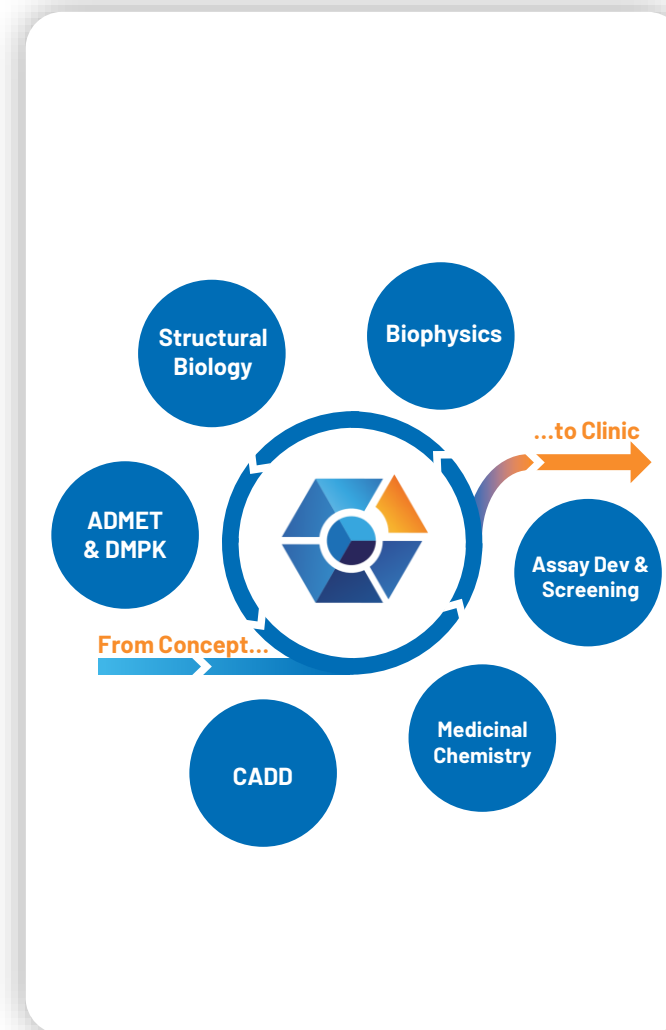 Structural
Biology
Biophysics
…to Clinic
ADMET
& DMPK
Assay Dev &
Screening
From Concept…
Medicinal
Chemistry
CADD